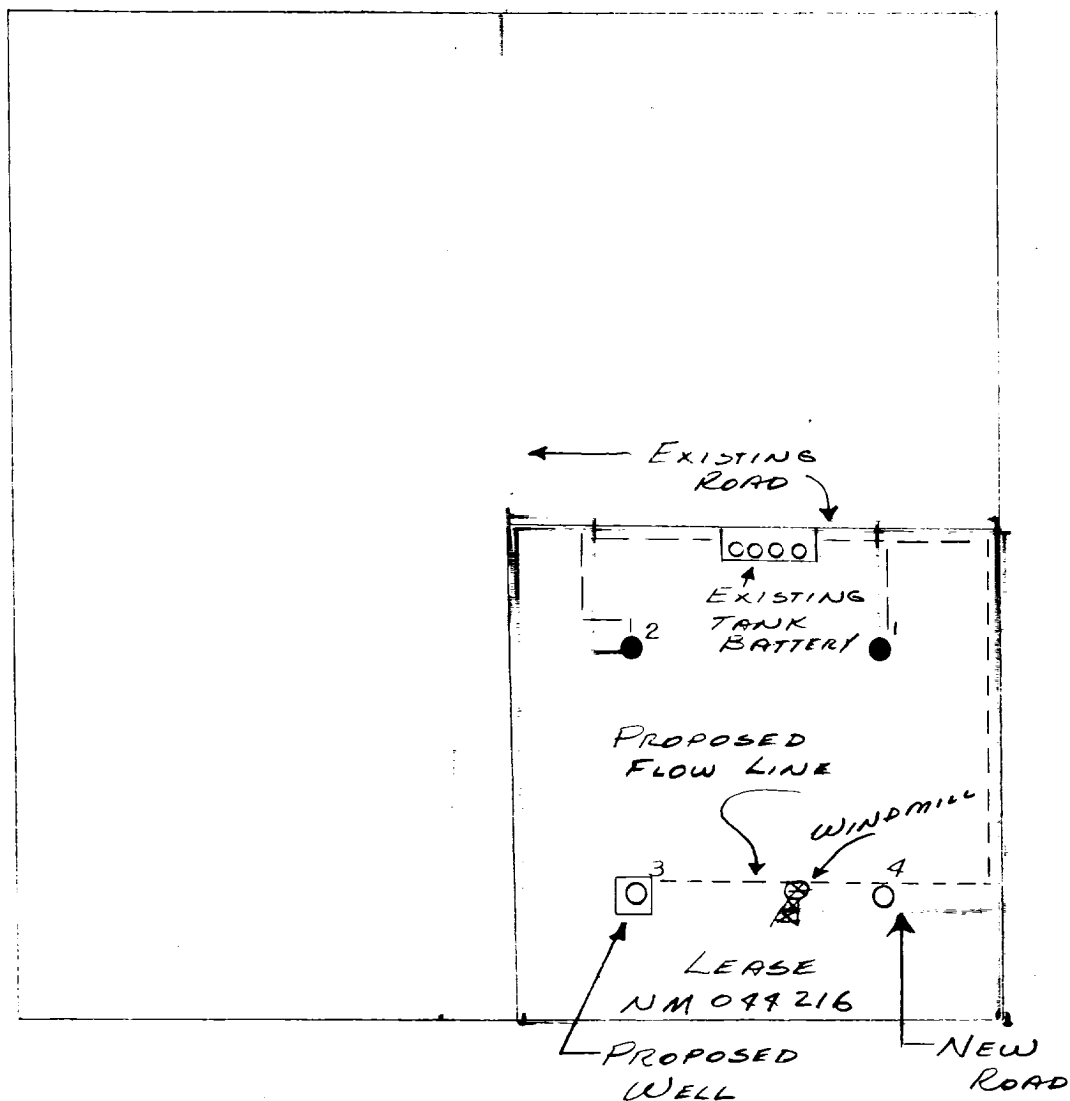 EXISTING
ROAD
EXISTING
TANK
BATTERY
2
1
PROPOSED
FLOW LINE
WINDMILL
3
4
LEASE
NM 044216
PROPOSED
WELL
NEW
ROAD